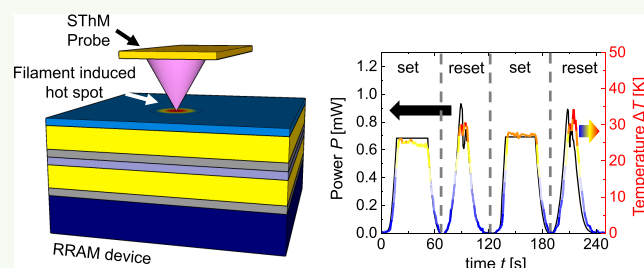 SThM
Probe
Filament induced
hot spot
RRAM device
set
reset
set
reset
Power P [mW]
1.2
1.0
0.8
0.6
0.4
0.2
0.0
0
60
120
180
240
time t [s]
50
40
30
20
10
0
Temperature ΔT [K]